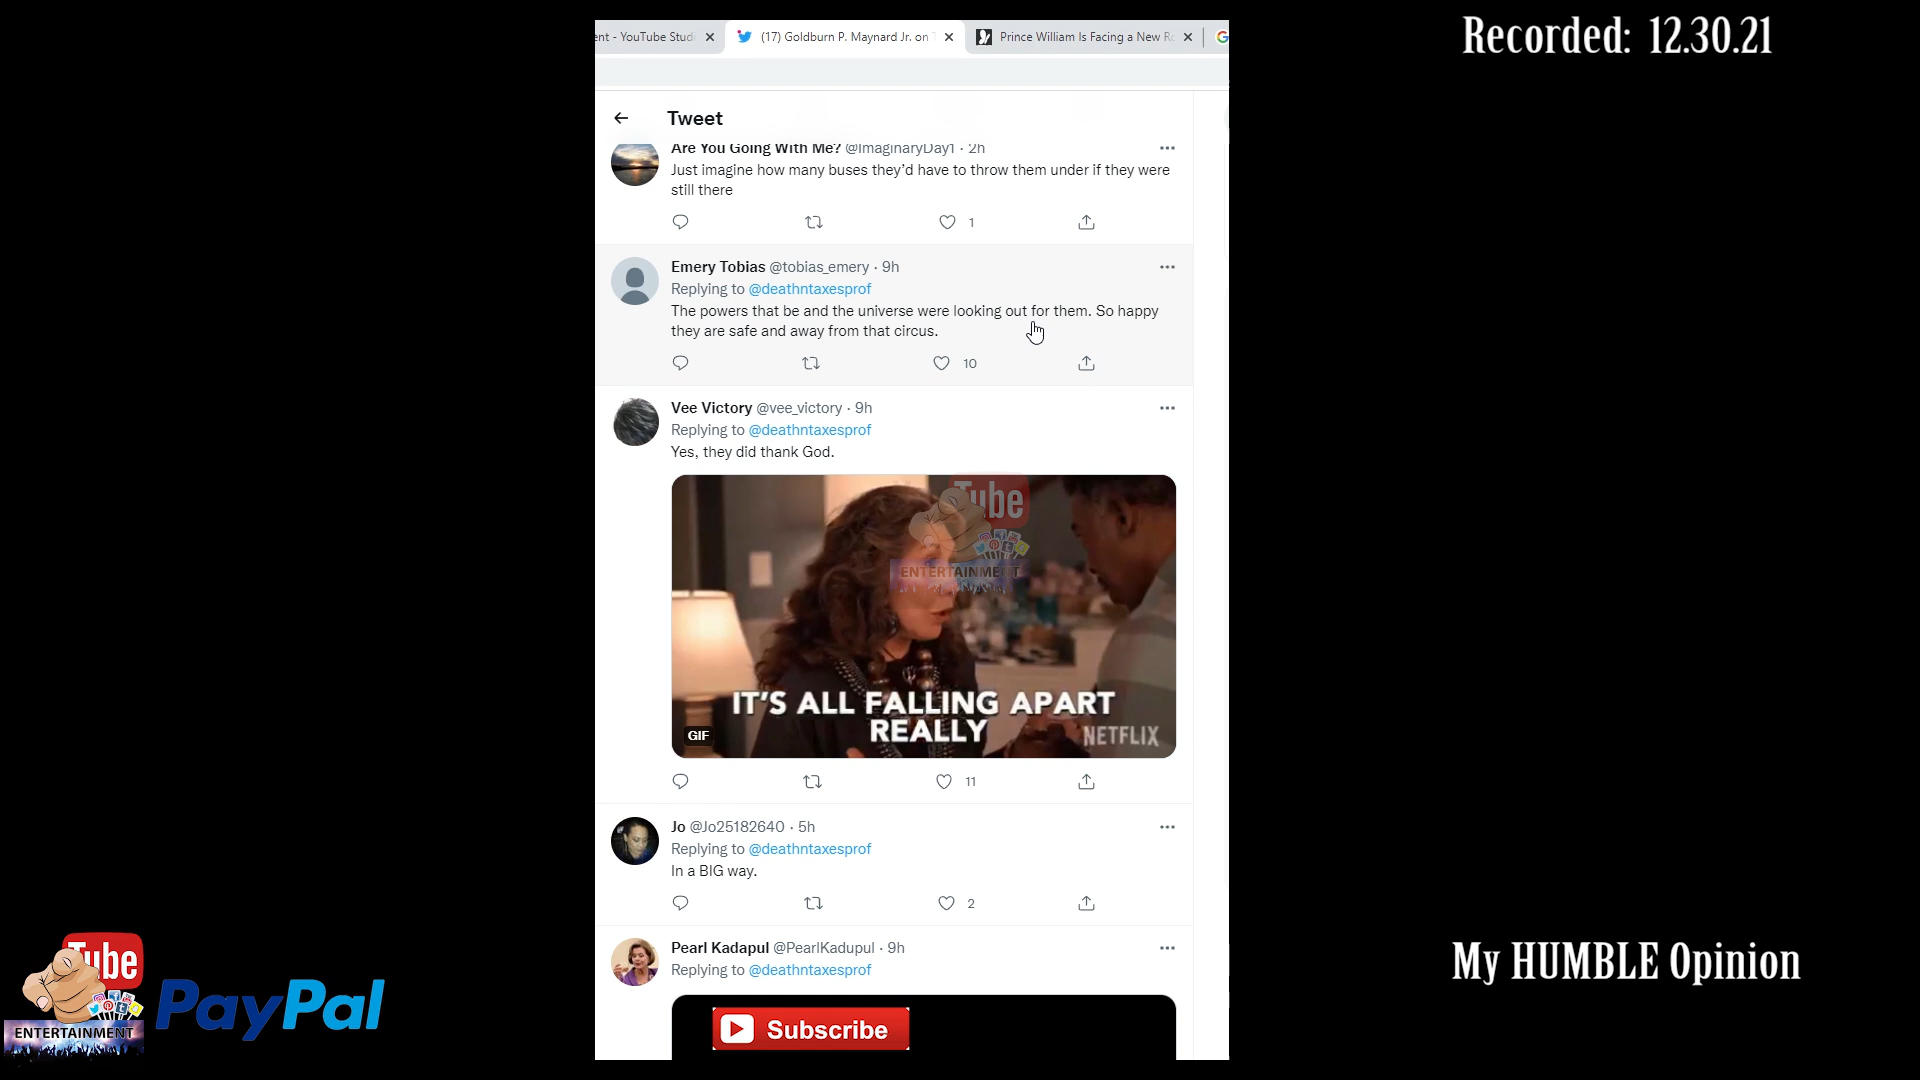 Recorded: 12.30.21
ent - YouTube Stud
(17) Goldburn P. Maynard Jr. on T
Prince William Is Facing a New Ro
Tweet
Are You Going With Me? @ImaginaryDay1 · 2h
Just imagine how many buses they'd have to throw them under if they were
still there
1
Emery Tobias @tobias_emery · 9h
Replying to @deathntaxesprof
The powers that be and the universe were looking out for them. So happy
they are safe and away from that circus.
10
Vee Victory @vee_victory · 9h
Replying to @deathntaxesprof
Yes, they did thank God.
Tube
ENTERTAINMENT
IT'S ALL FALLING APART
REALLY
GIF
NETFLIX
11
Jo @Jo25182640 · 5h
Replying to @deathntaxesprof
In a BIG way.
2
Pearl Kadapul @PearlKadupul · 9h
Replying to @deathntaxesprof
Subscribe
Tube
ENTERTAINMENT
PayPal
My HUMBLE Opinion